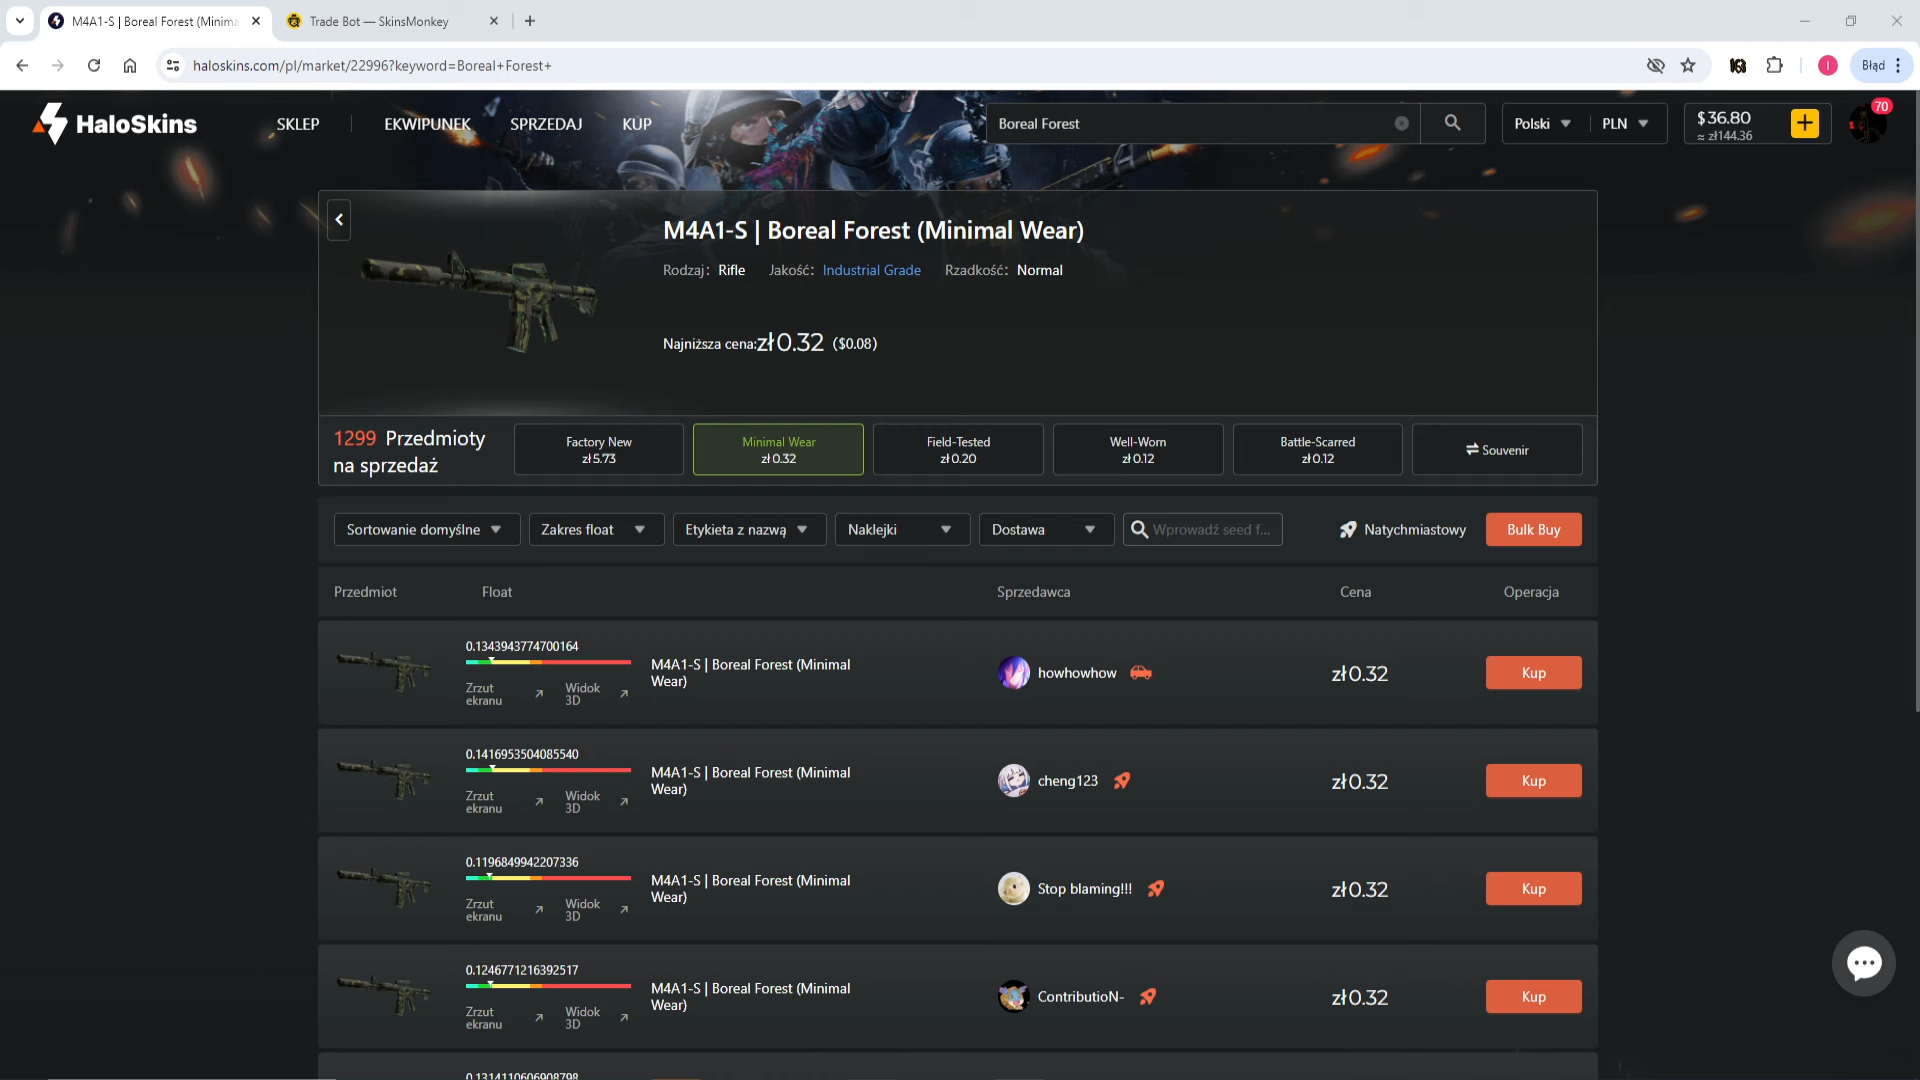 M4A1-S | Boreal Forest (Minima
Trade Bot — SkinsMonkey
haloskins.com/pl/market/22996?keyword=Boreal+Forest+
Błąd
HaloSkins
SKLEP
EKWIPUNEK
SPRZEDAJ
KUP
Boreal Forest
Polski
PLN
$36.80
≈ zł144.36
70
M4A1-S | Boreal Forest (Minimal Wear)
Rodzaj: Rifle Jakość: Industrial Grade Rzadkość: Normal
Najniższa cena:zł0.32 ($0.08)
1299 Przedmioty
na sprzedaż
Factory New
zł5.73
Minimal Wear
zł0.32
Field-Tested
zł0.20
Well-Worn
zł0.12
Battle-Scarred
zł0.12
Souvenir
Sortowanie domyślne
Zakres float
Etykieta z nazwą
Naklejki
Dostawa
Wprowadź seed f...
Natychmiastowy
Bulk Buy
Przedmiot Float Sprzedawca Cena Operacja
0.1343943774700164
Zrzut
ekranu
Widok
3D
M4A1-S | Boreal Forest (Minimal
Wear)
howhowhow
zł0.32
Kup
0.1416953504085540
Zrzut
ekranu
Widok
3D
M4A1-S | Boreal Forest (Minimal
Wear)
cheng123
zł0.32
Kup
0.1196849942207336
Zrzut
ekranu
Widok
3D
M4A1-S | Boreal Forest (Minimal
Wear)
Stop blaming!!!
zł0.32
Kup
0.1246771216392517
Zrzut
ekranu
Widok
3D
M4A1-S | Boreal Forest (Minimal
Wear)
ContributioN-
zł0.32
Kup
0.1314110606908798